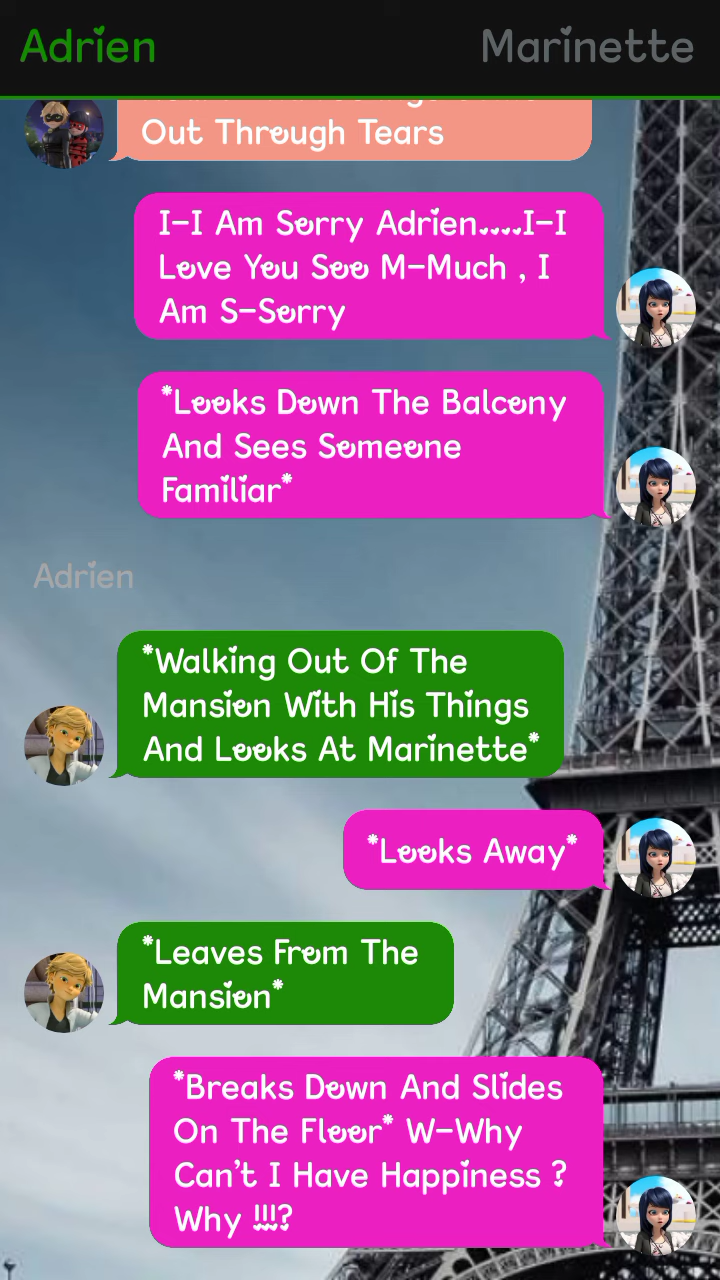 Adrien
Marinette
Out Through Tears
I-I Am Sorry Adrien....I-I
Love You Soo M-Much , I
Am S-Sorry
*Looks Down The Balcony
And Sees Someone
Familiar*
Adrien
*Walking Out Of The
Mansion With His Things
And Looks At Marinette*
*Looks Away*
*Leaves From The
Mansion*
*Breaks Down And Slides
On The Floor* W-Why
Can't I Have Happiness ?
Why !!!?